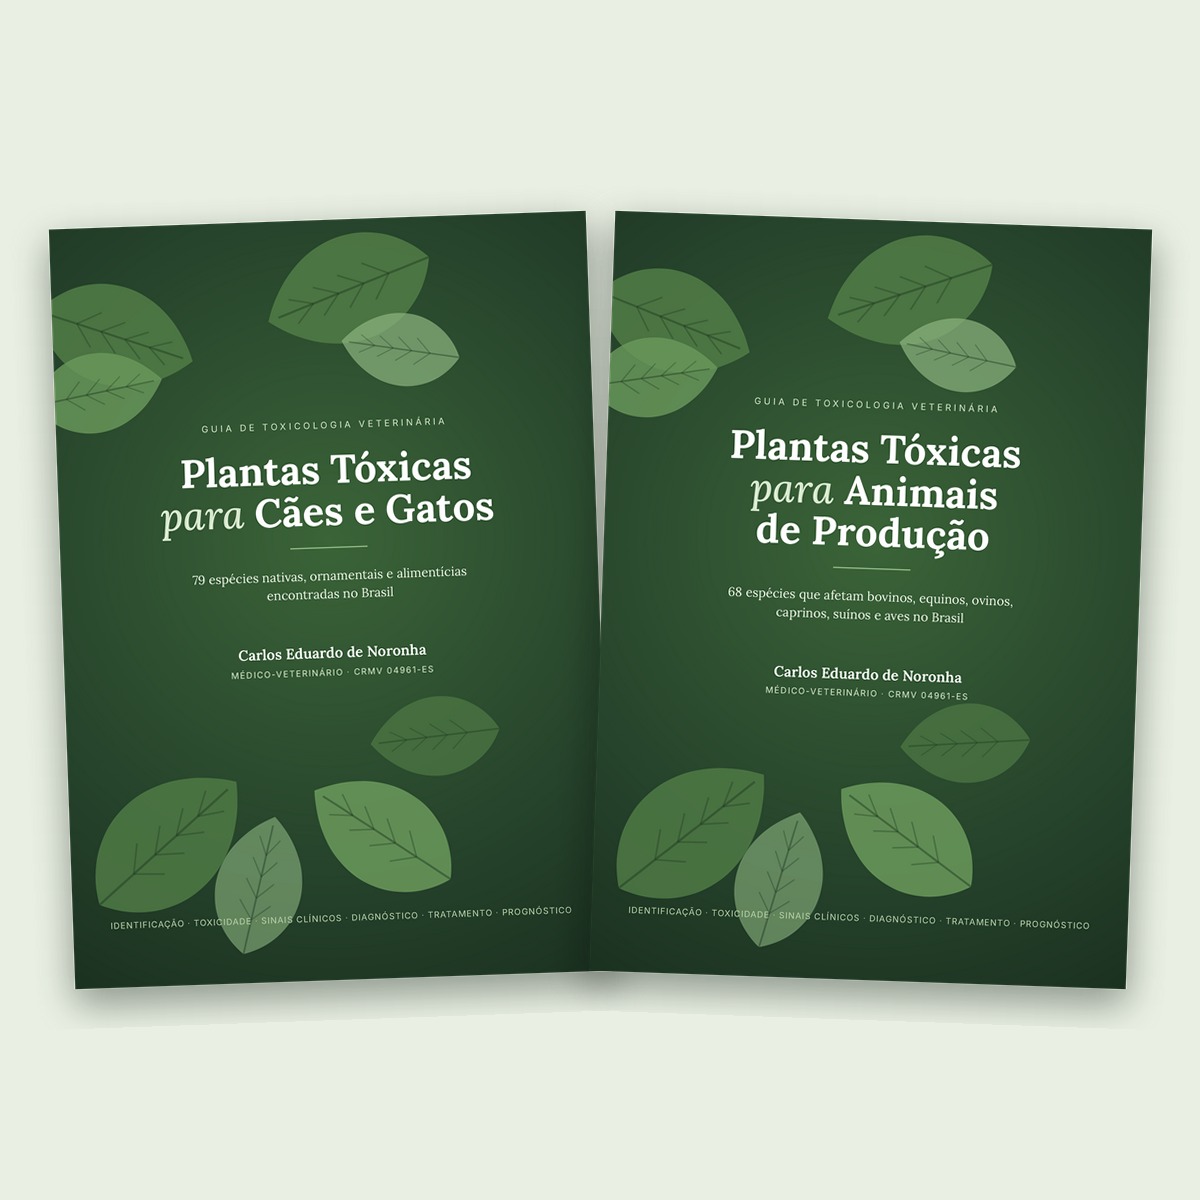 GUIA DE TOXICOLOGIA VETERINÁRIA
Plantas Tóxicas
para Cães e Gatos
79 espécies nativas, ornamentais e alimentícias
encontradas no Brasil
Carlos Eduardo de Noronha
MÉDICO-VETERINÁRIO · CRMV 04961-ES
IDENTIFICAÇÃO · TOXICIDADE · SINAIS CLÍNICOS · DIAGNÓSTICO · TRATAMENTO · PROGNÓSTICO
GUIA DE TOXICOLOGIA VETERINÁRIA
Plantas Tóxicas
para Animais
de Produção
68 espécies que afetam bovinos, equinos, ovinos,
caprinos, suínos e aves no Brasil
Carlos Eduardo de Noronha
MÉDICO-VETERINÁRIO · CRMV 04961-ES
IDENTIFICAÇÃO · TOXICIDADE · SINAIS CLÍNICOS · DIAGNÓSTICO · TRATAMENTO · PROGNÓSTICO